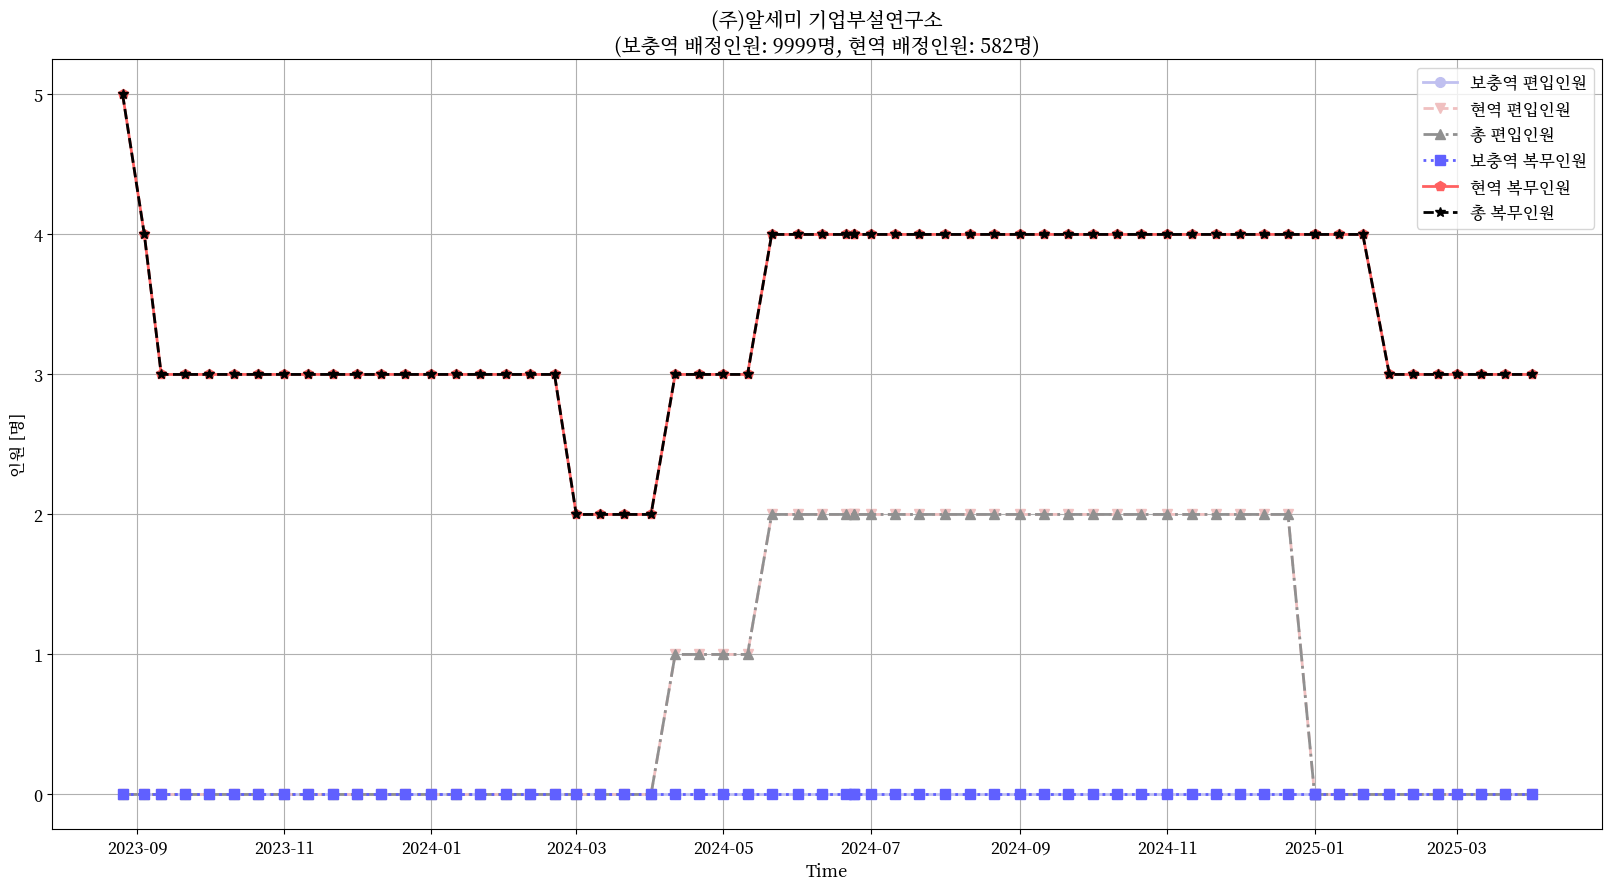 (주)알세미 기업부설연구소
(보충역 배정인원: 9999명, 현역 배정인원: 582명)
보충역 편입인원
현역 편입인원
총 편입인원
보충역 복무인원
현역 복무인원
총 복무인원
인원 [명]
5
4
3
2
1
0
2023-09
2023-11
2024-01
2024-03
2024-05
2024-07
2024-09
2024-11
2025-01
2025-03
Time